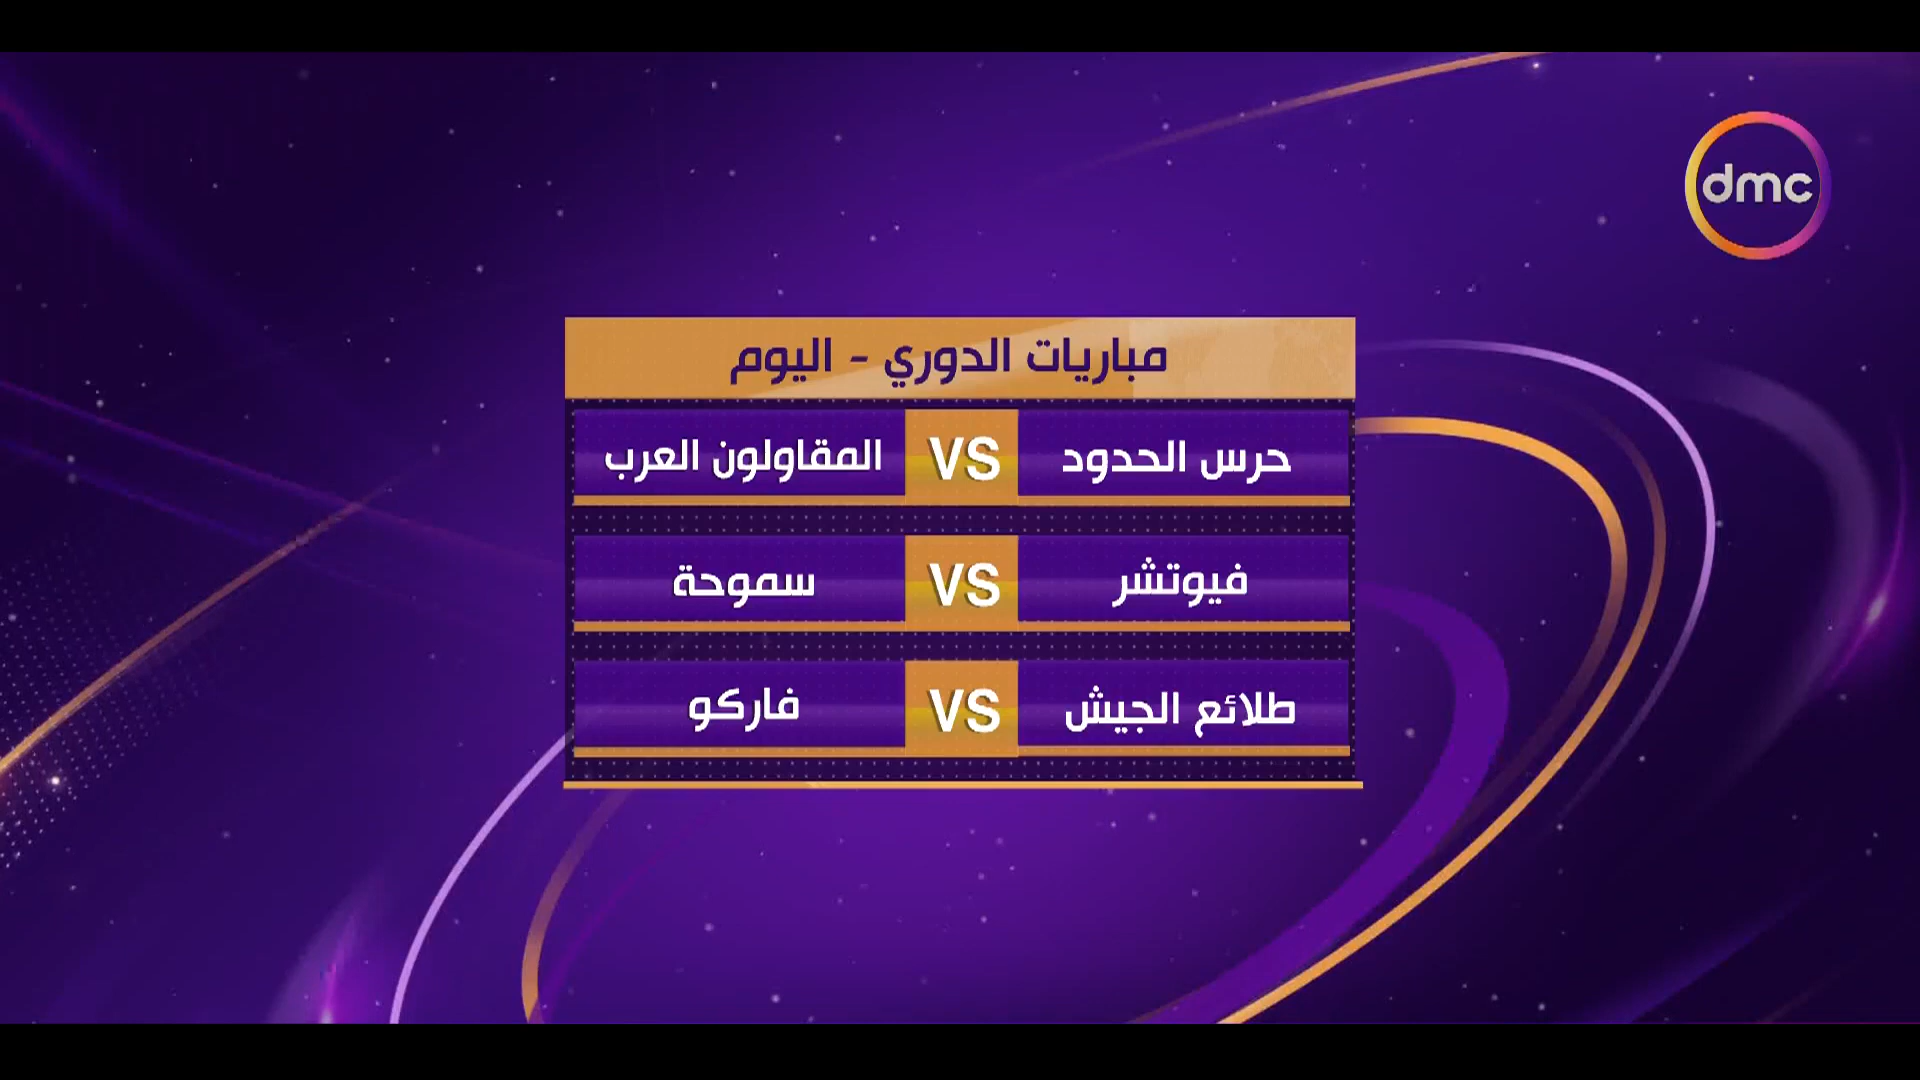 dmc
مباريات الدوري - اليوم
حرس الحدود VS المقاولون العرب
فيوتشر VS سموحة
طلائع الجيش VS فاركو